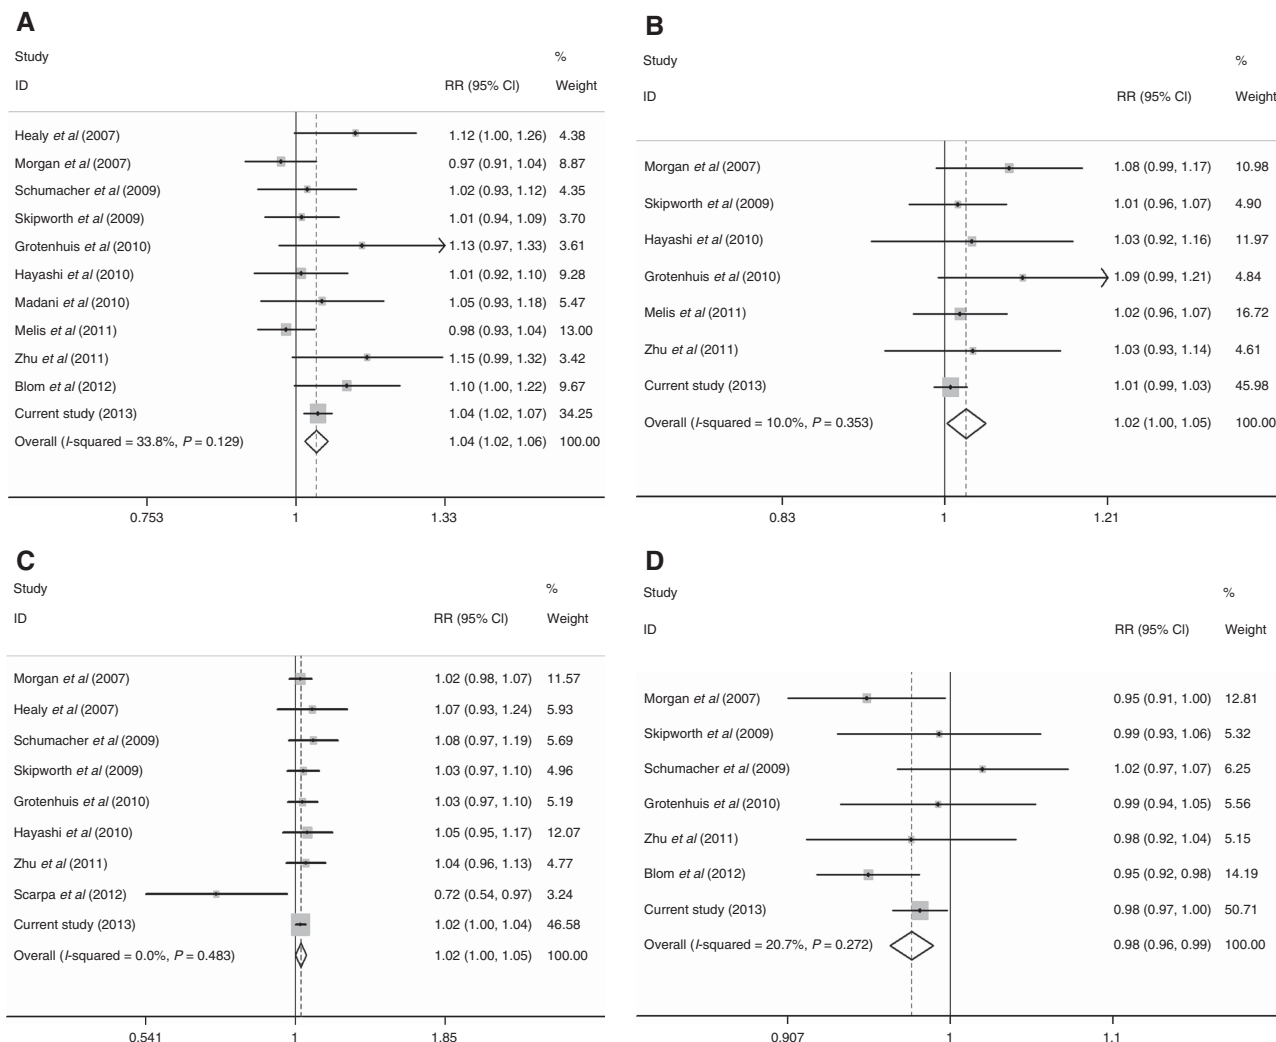 A
Study %
ID RR (95% CI) Weight
Healy et al (2007) 1.12 (1.00, 1.26) 4.38
Morgan et al (2007) 0.97 (0.91, 1.04) 8.87
Schumacher et al (2009) 1.02 (0.93, 1.12) 4.35
Skipworth et al (2009) 1.01 (0.94, 1.09) 3.70
Grotenhuis et al (2010) 1.13 (0.97, 1.33) 3.61
Hayashi et al (2010) 1.01 (0.92, 1.10) 9.28
Madani et al (2010) 1.05 (0.93, 1.18) 5.47
Melis et al (2011) 0.98 (0.93, 1.04) 13.00
Zhu et al (2011) 1.15 (0.99, 1.32) 3.42
Blom et al (2012) 1.10 (1.00, 1.22) 9.67
Current study (2013) 1.04 (1.02, 1.07) 34.25
Overall (I-squared = 33.8%, P = 0.129) 1.04 (1.02, 1.06) 100.00
0.753 1 1.33
B
Study %
ID RR (95% CI) Weight
Morgan et al (2007) 1.08 (0.99, 1.17) 10.98
Skipworth et al (2009) 1.01 (0.96, 1.07) 4.90
Hayashi et al (2010) 1.03 (0.92, 1.16) 11.97
Grotenhuis et al (2010) 1.09 (0.99, 1.21) 4.84
Melis et al (2011) 1.02 (0.96, 1.07) 16.72
Zhu et al (2011) 1.03 (0.93, 1.14) 4.61
Current study (2013) 1.01 (0.99, 1.03) 45.98
Overall (I-squared = 10.0%, P = 0.353) 1.02 (1.00, 1.05) 100.00
0.83 1 1.21
C
Study %
ID RR (95% CI) Weight
Morgan et al (2007) 1.02 (0.98, 1.07) 11.57
Healy et al (2007) 1.07 (0.93, 1.24) 5.93
Schumacher et al (2009) 1.08 (0.97, 1.19) 5.69
Skipworth et al (2009) 1.03 (0.97, 1.10) 4.96
Grotenhuis et al (2010) 1.03 (0.97, 1.10) 5.19
Hayashi et al (2010) 1.05 (0.95, 1.17) 12.07
Zhu et al (2011) 1.04 (0.96, 1.13) 4.77
Scarpa et al (2012) 0.72 (0.54, 0.97) 3.24
Current study (2013) 1.02 (1.00, 1.04) 46.58
Overall (I-squared = 0.0%, P = 0.483) 1.02 (1.00, 1.05) 100.00
0.541 1 1.85
D
Study %
ID RR (95% CI) Weight
Morgan et al (2007) 0.95 (0.91, 1.00) 12.81
Skipworth et al (2009) 0.99 (0.93, 1.06) 5.32
Schumacher et al (2009) 1.02 (0.97, 1.07) 6.25
Grotenhuis et al (2010) 0.99 (0.94, 1.05) 5.56
Zhu et al (2011) 0.98 (0.92, 1.04) 5.15
Blom et al (2012) 0.95 (0.92, 0.98) 14.19
Current study (2013) 0.98 (0.97, 1.00) 50.71
Overall (I-squared = 20.7%, P = 0.272) 0.98 (0.96, 0.99) 100.00
0.907 1 1.1